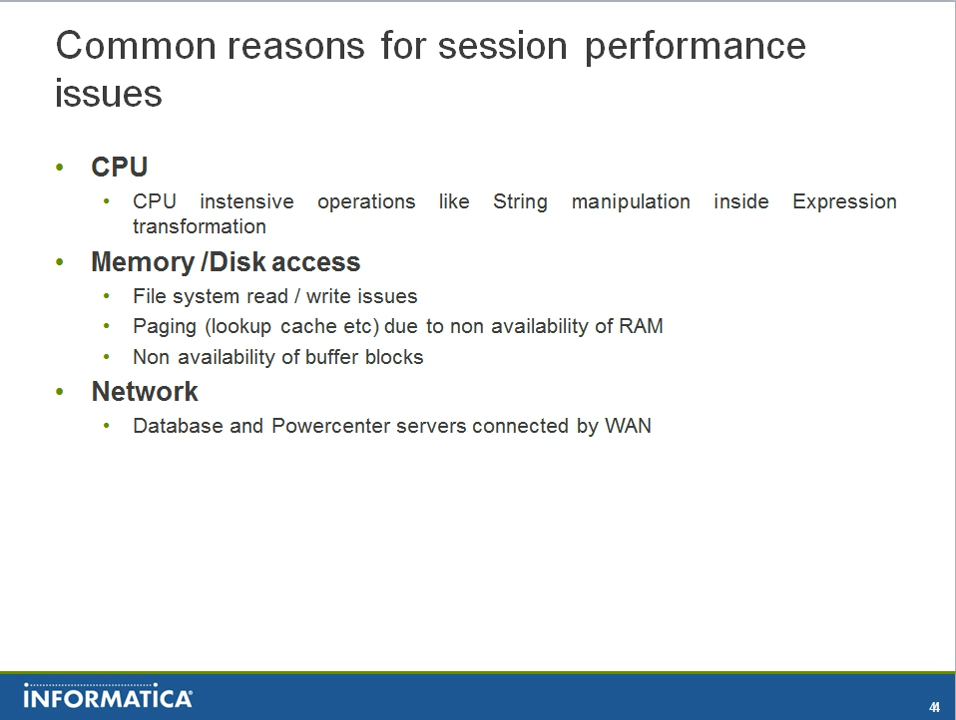 Common reasons for session performance
issues
• CPU
• CPU instensive operations like String manipulation inside Expression
transformation
• Memory /Disk access
• File system read / write issues
• Paging (lookup cache etc) due to non availability of RAM
• Non availability of buffer blocks
• Network
• Database and Powercenter servers connected by WAN
INFORMATICA